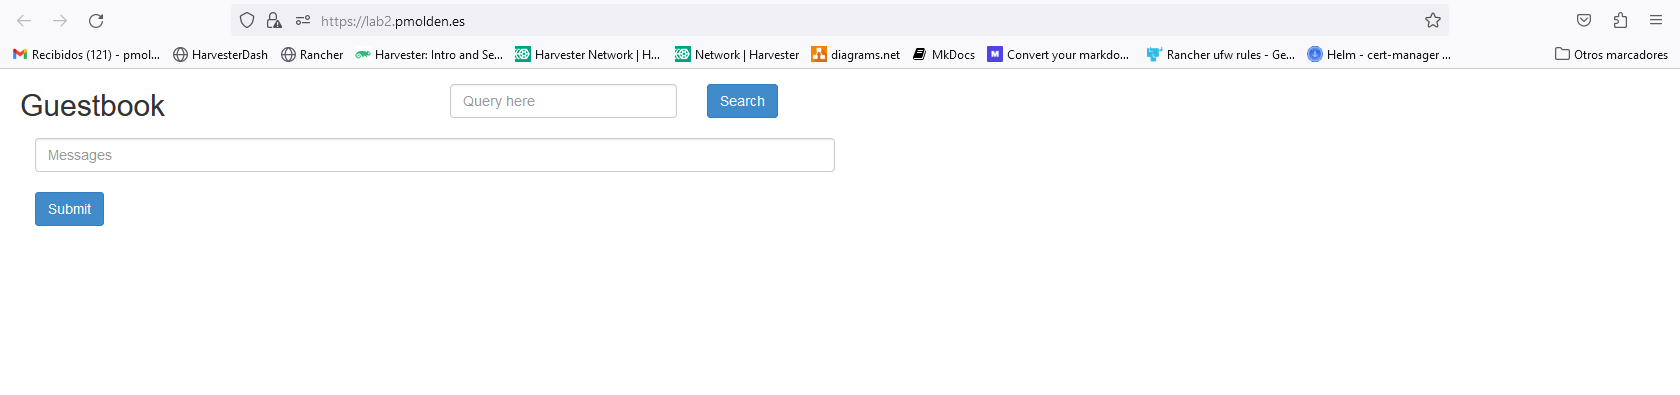 https://lab2.pmolden.es
Recibidos (121) - pmol... HarvesterDash Rancher Harvester: Intro and Se... Harvester Network | H... Network | Harvester diagrams.net MkDocs M Convert your markdo... Rancher ufw rules - Ge... Helm - cert-manager ... Otros marcadores
Guestbook Query here Search
Messages
Submit